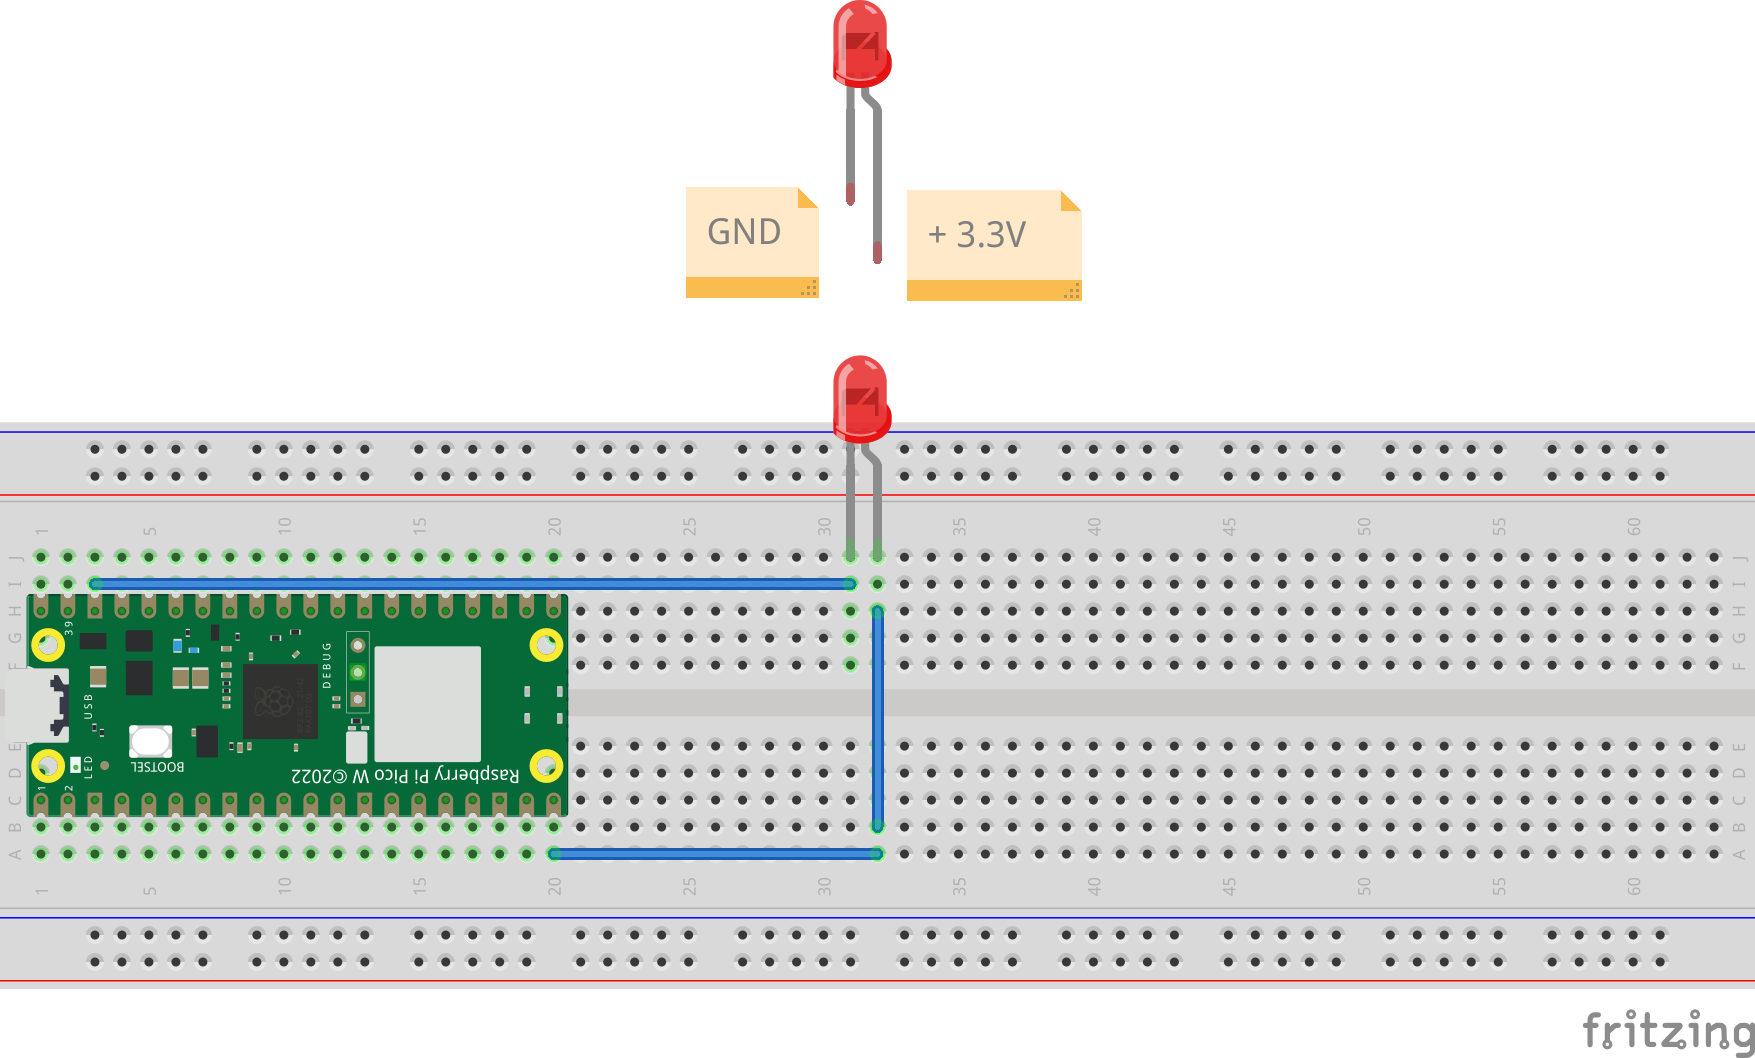 GND
+ 3.3V
1 5 10 15 20 25 30 35 40 45 50 55 60
J J
I I
H H
G G
F F
39
DEBUG
USB
E E
D D
C C
B B
A A
LED
BOOTSEL
Raspberry Pi Pico W ©2022
1
2
1 5 10 15 20 25 30 35 40 45 50 55 60
fritzing